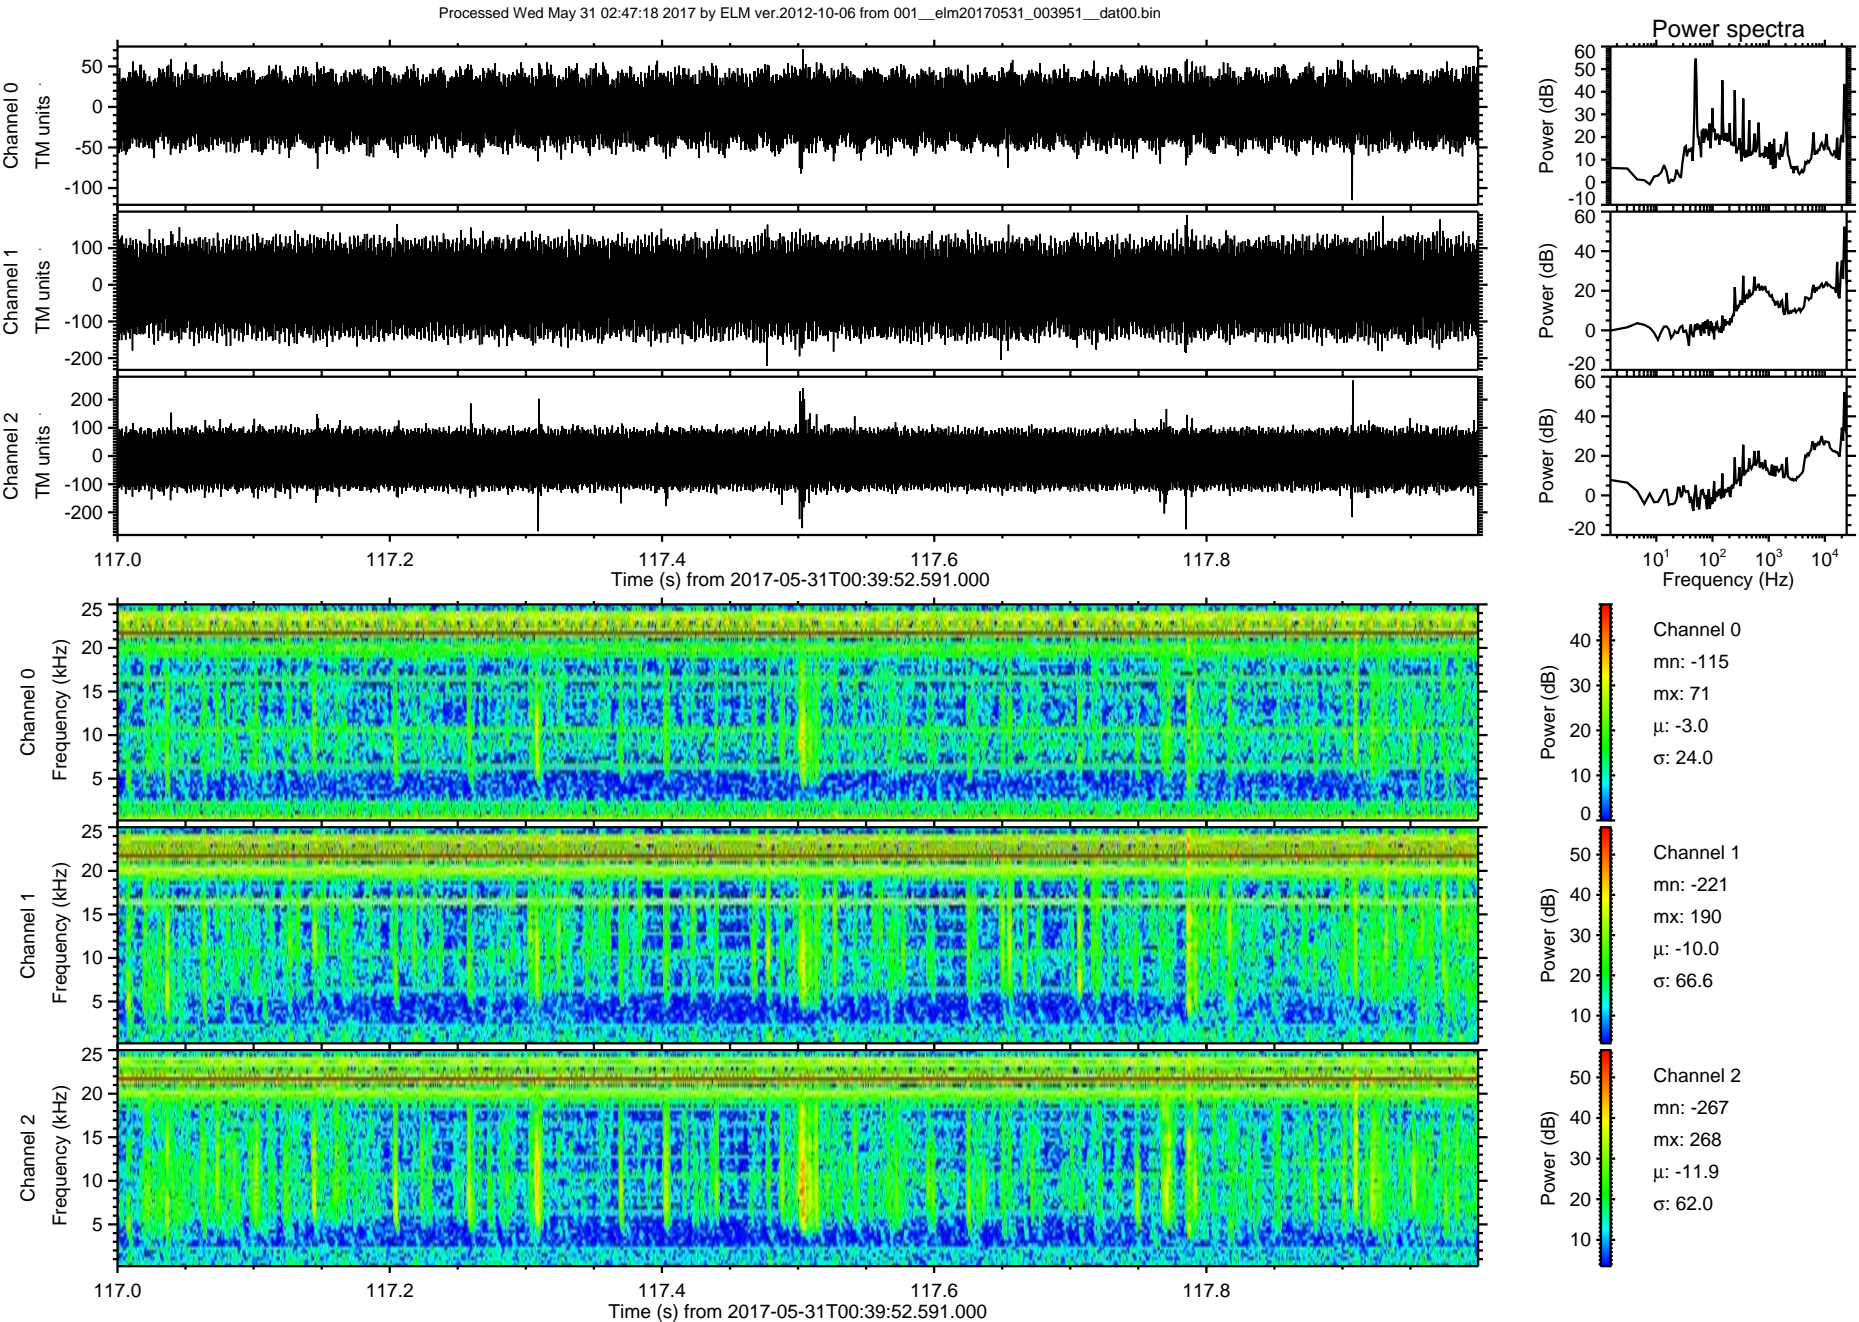 Processed Wed May 31 02:47:18 2017 by ELM ver.2012-10-06 from 001__elm20170531_003951__dat00.bin
Power spectra
Channel 0
TM units
50
0
-50
-100
Power (dB)
60
50
40
30
20
10
0
-10
Channel 1
TM units
100
0
-100
-200
Power (dB)
60
40
20
0
-20
Channel 2
TM units
200
100
0
-100
-200
Power (dB)
60
40
20
0
-20
117.0 117.2 117.4 117.6 117.8
Time (s) from 2017-05-31T00:39:52.591.000
10^1 10^2 10^3 10^4
Frequency (Hz)
Channel 0
Frequency (kHz)
25
20
15
10
5
Power (dB)
40
30
20
10
0
Channel 0
mn: -115
mx: 71
μ: -3.0
σ: 24.0
Channel 1
Frequency (kHz)
25
20
15
10
5
Power (dB)
50
40
30
20
10
Channel 1
mn: -221
mx: 190
μ: -10.0
σ: 66.6
Channel 2
Frequency (kHz)
25
20
15
10
5
Power (dB)
50
40
30
20
10
Channel 2
mn: -267
mx: 268
μ: -11.9
σ: 62.0
117.0 117.2 117.4 117.6 117.8
Time (s) from 2017-05-31T00:39:52.591.000